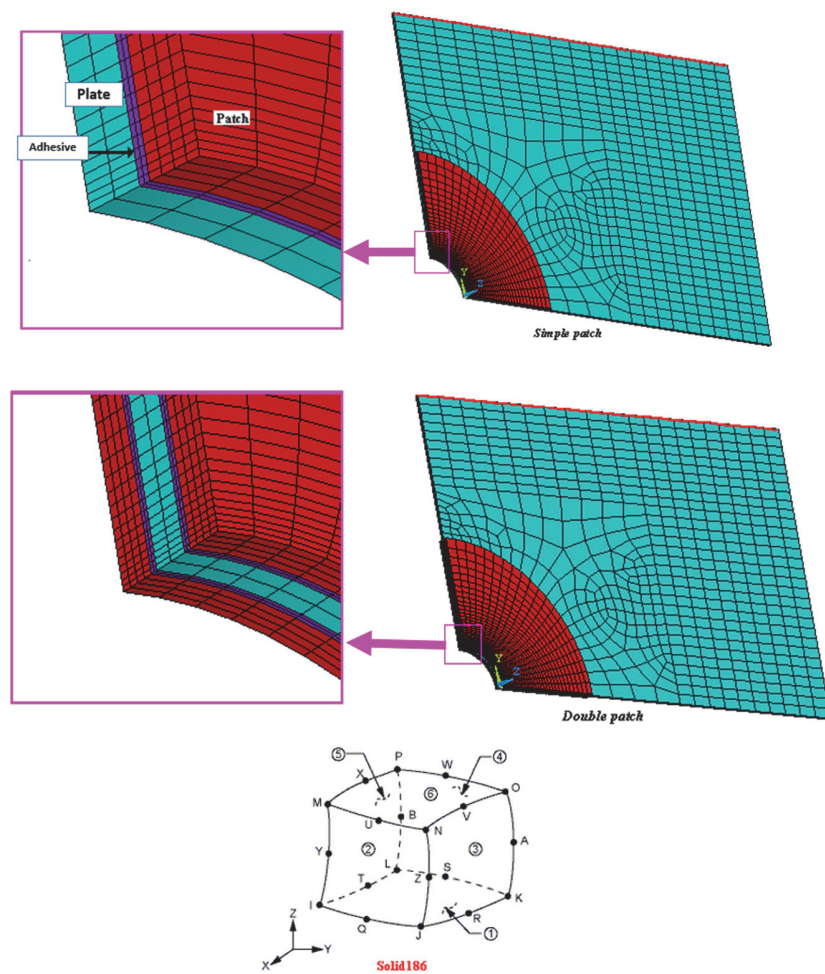 Plate
Patch
Adhesive
Y
Z
Simple patch
Y
Z
Double patch
5
P
W
4
X
6
O
M
B
V
U
N
Y
2
3
A
L
S
T
Z
K
I
R
Q
J
1
Z
Y
X
Solid186